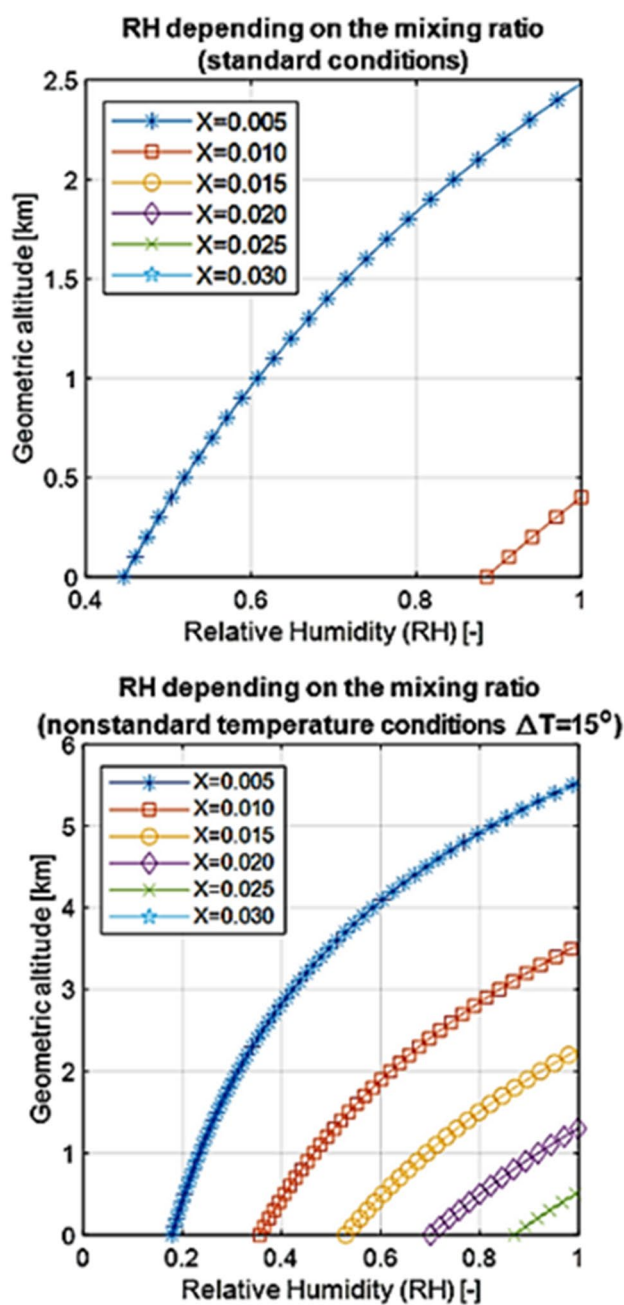 RH depending on the mixing ratio
(standard conditions)
2.5
2
1.5
1
0.5
0
X=0.005
X=0.010
X=0.015
X=0.020
X=0.025
X=0.030
Geometric altitude [km]
0.4
0.6
0.8
1
Relative Humidity (RH) [-]
RH depending on the mixing ratio
(nonstandard temperature conditions ΔT=15°)
6
5
4
3
2
1
0
X=0.005
X=0.010
X=0.015
X=0.020
X=0.025
X=0.030
Geometric altitude [km]
0
0.2
0.4
0.6
0.8
1
Relative Humidity (RH) [-]